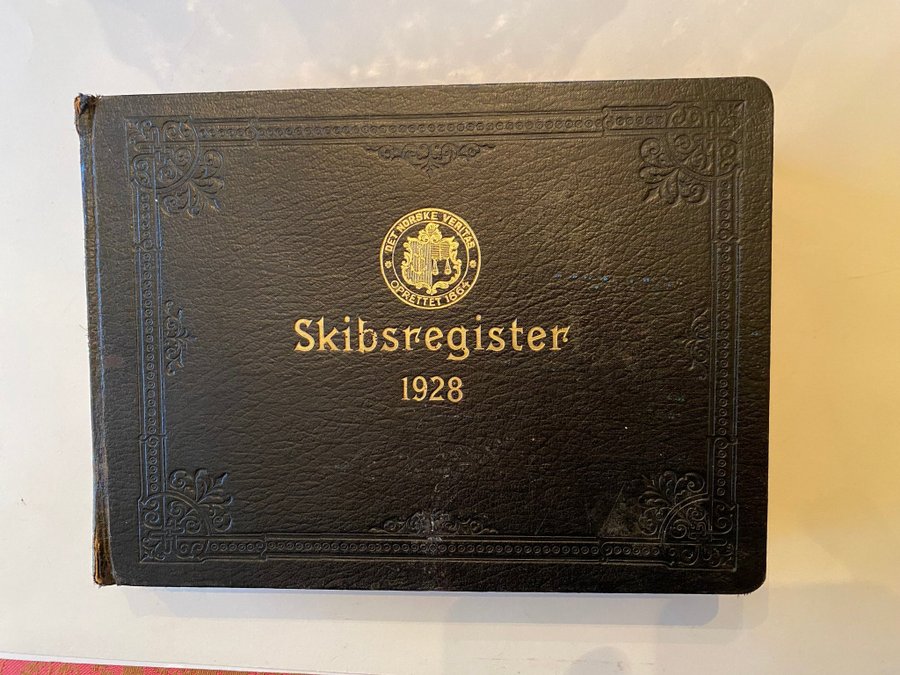 DET NORSKE VERITAS
OPRETTET 1864
Skibsregister
1928